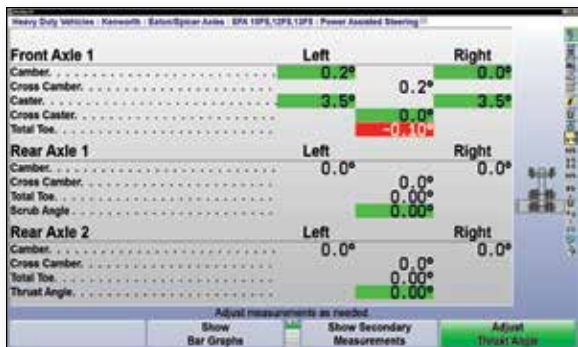 Heavy Duty Vehicles : Kenworth : Eaton/Spicer Axles : EFA 10F5,12F5,13F5 : Power Assisted Steering
Front Axle 1 Left Right
Camber. 0.2° 0.0°
Cross Camber. 0.2°
Caster. 3.5° 3.5°
Cross Caster. 0.0°
Total Toe. -0.10°
Rear Axle 1 Left Right
Camber. 0.0° 0.0°
Cross Camber. 0.0°
Total Toe. 0.00°
Scrub Angle. 0.00°
Rear Axle 2 Left Right
Camber. 0.0° 0.0°
Cross Camber. 0.0°
Total Toe. 0.00°
Thrust Angle. 0.00°
Adjust measurements as needed.
Show Bar Graphs
Show Secondary Measurements
Adjust Thrust Angle